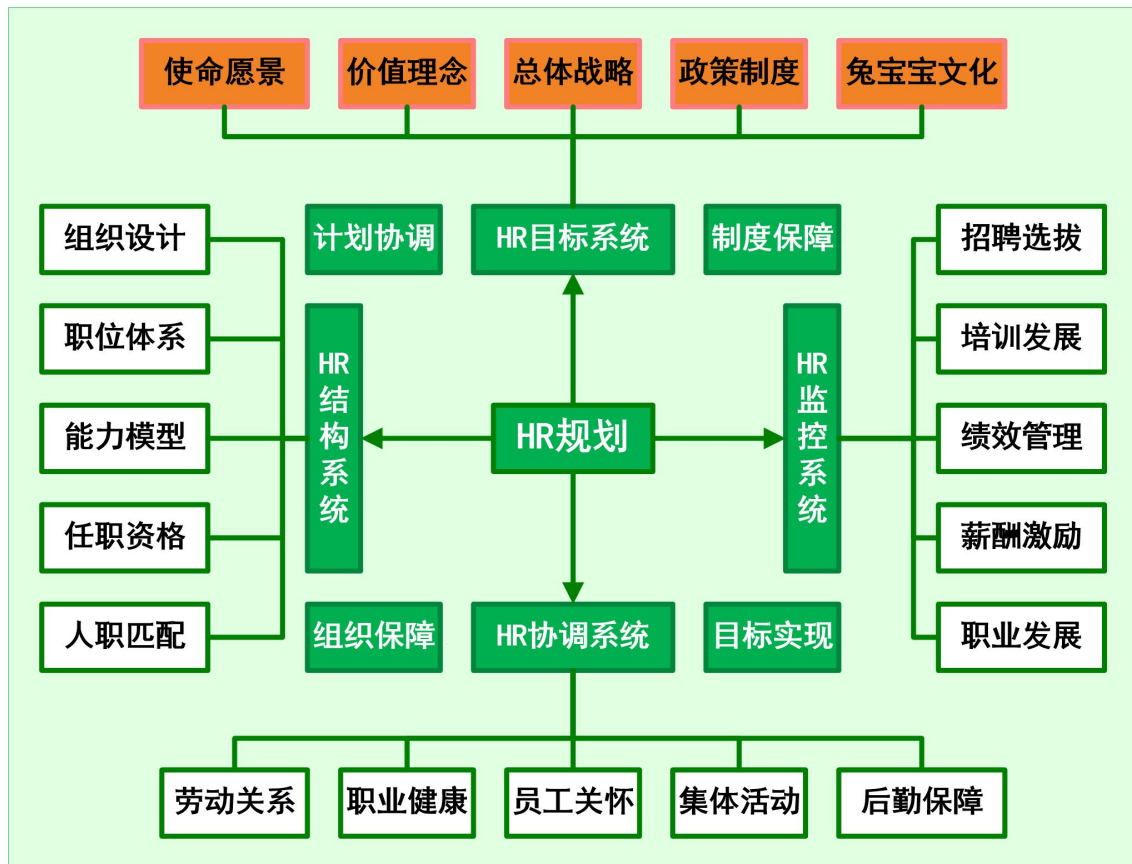 使命愿景
价值理念
总体战略
政策制度
兔宝宝文化
组织设计
计划协调
HR目标系统
制度保障
招聘选拔
职位体系
HR结构系统
HR监控系统
培训发展
能力模型
HR规划
绩效管理
任职资格
薪酬激励
人职匹配
组织保障
HR协调系统
目标实现
职业发展
劳动关系
职业健康
员工关怀
集体活动
后勤保障